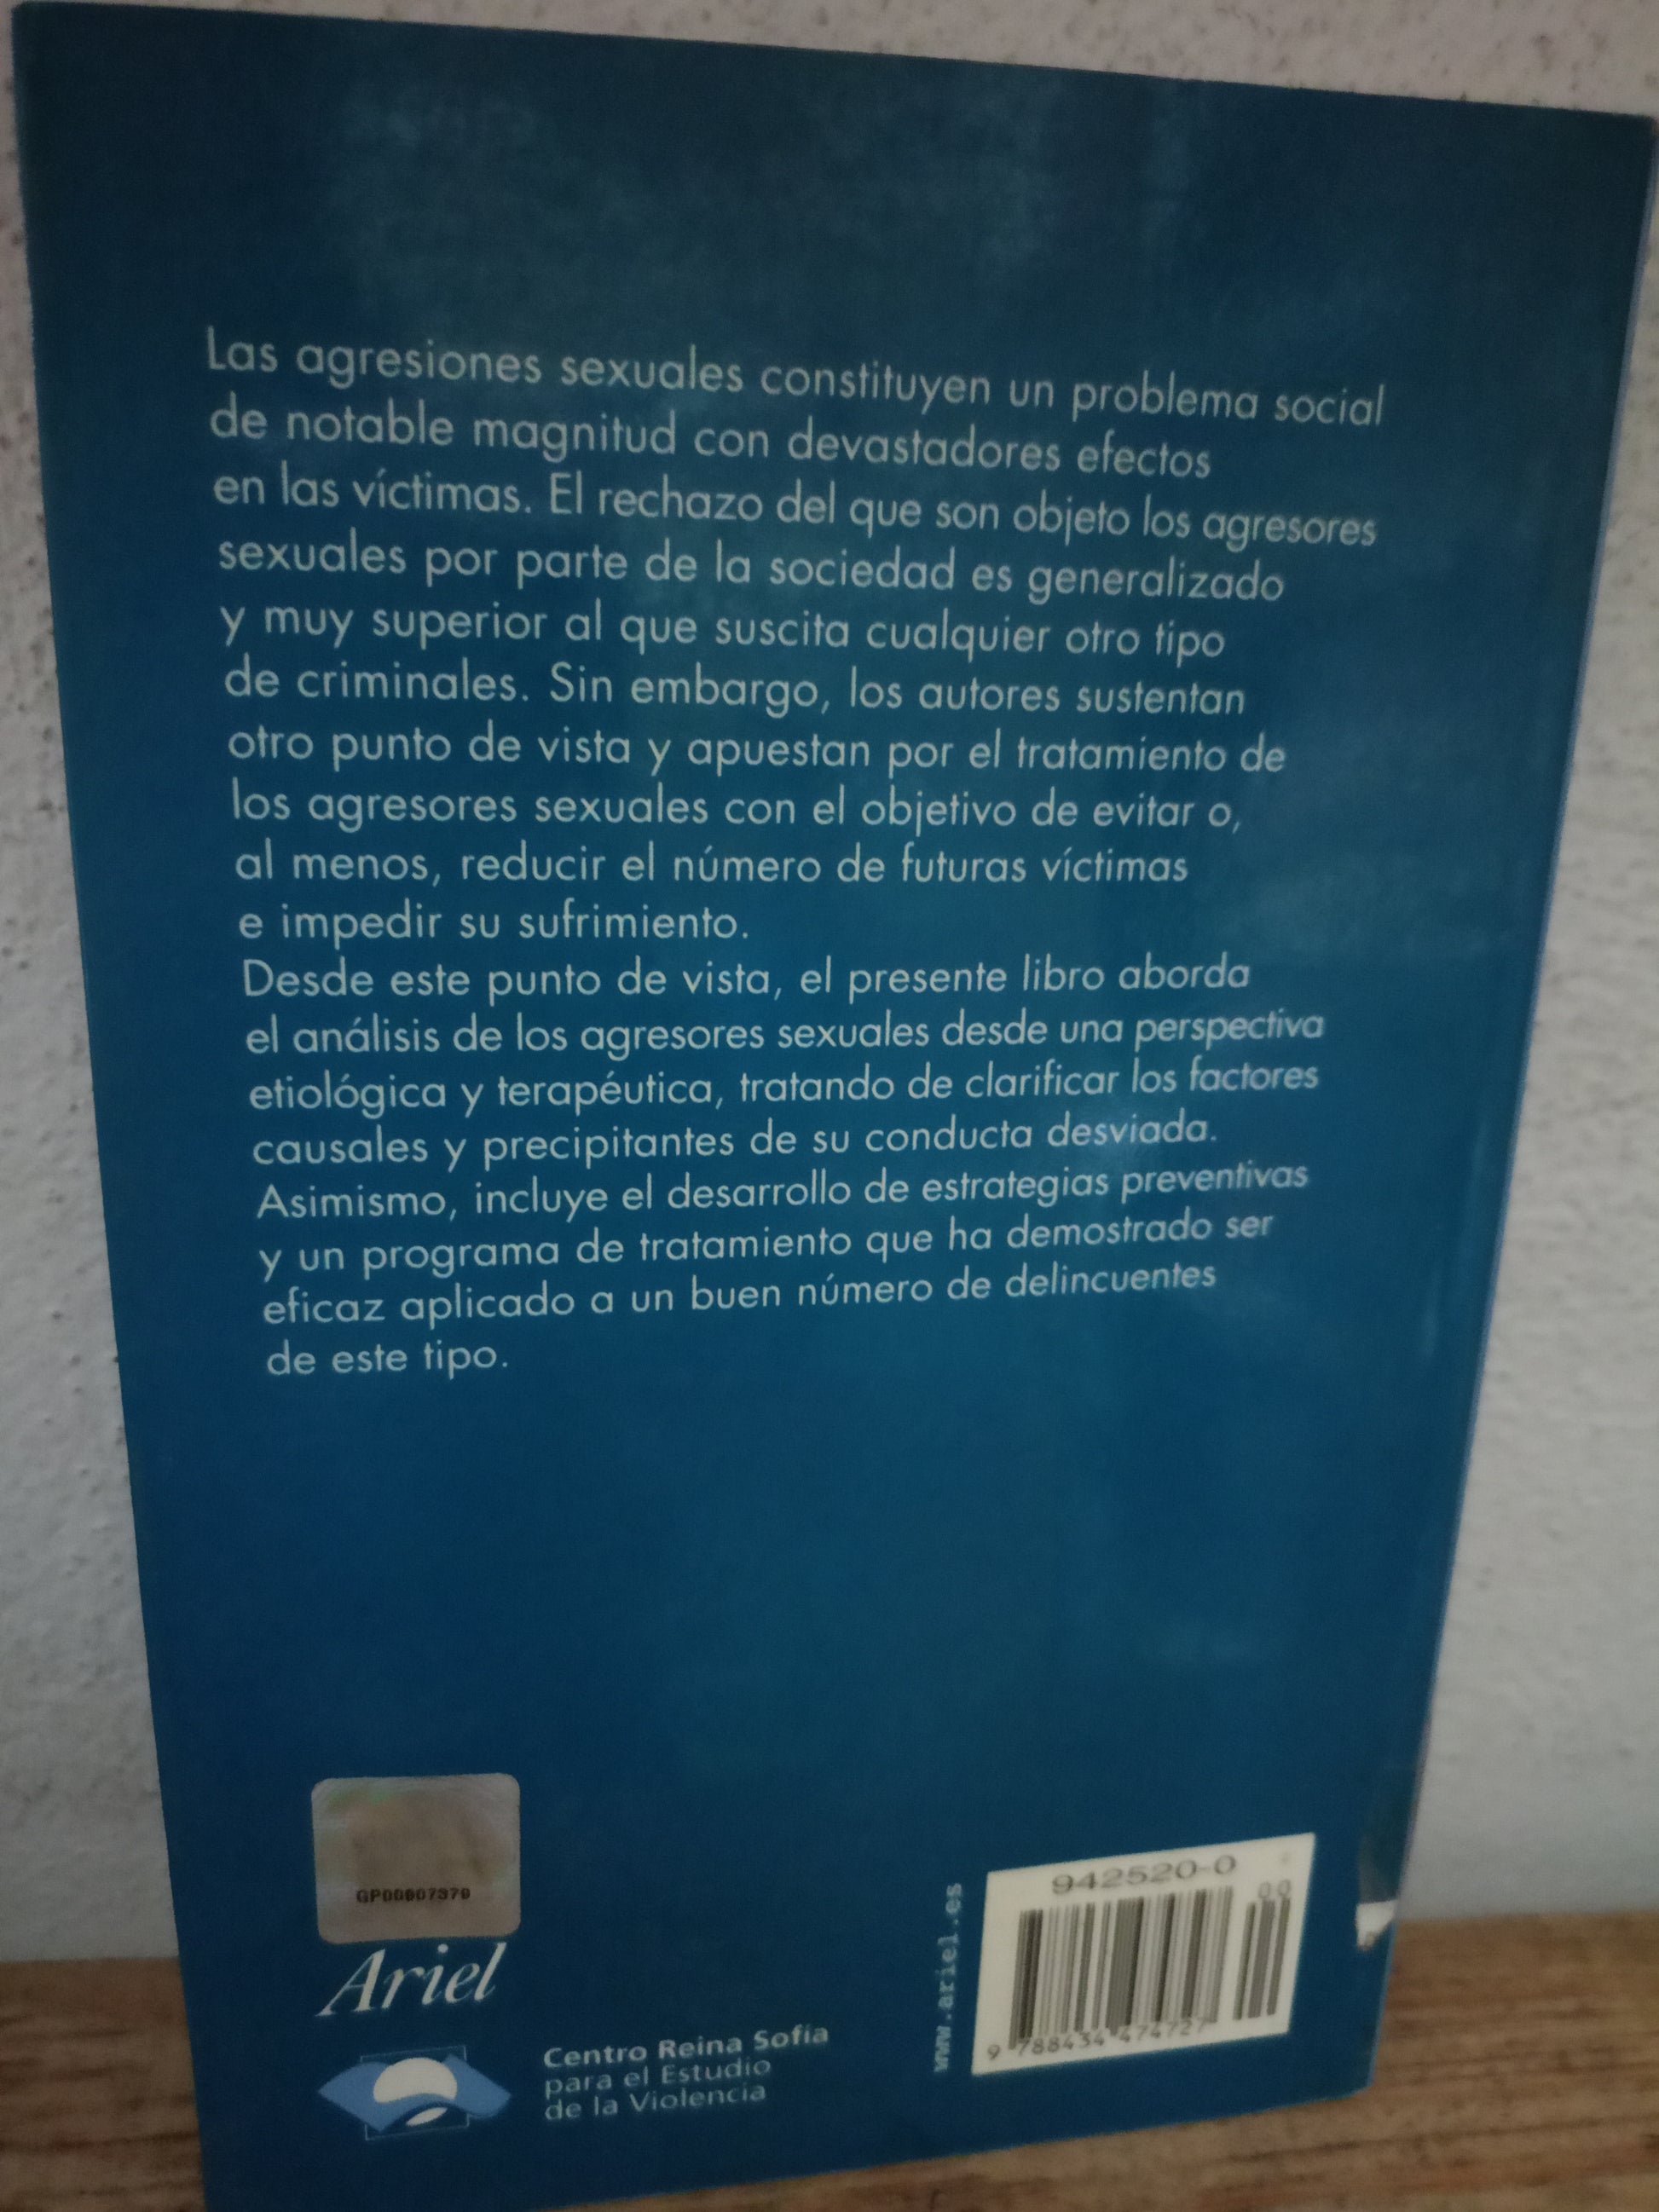 Las agresiones sexuales constituyen un problema social
de notable magnitud con devastadores efectos
en las víctimas. El rechazo del que son objeto los agresores
sexuales por parte de la sociedad es generalizado
y muy superior al que suscita cualquier otro tipo
de criminales. Sin embargo, los autores sustentan
otro punto de vista y apuestan por el tratamiento de
los agresores sexuales con el objetivo de evitar o,
al menos, reducir el número de futuras víctimas
e impedir su sufrimiento.
Desde este punto de vista, el presente libro aborda
el análisis de los agresores sexuales desde una perspectiva
etiológica y terapéutica, tratando de clarificar los factores
causales y precipitantes de su conducta desviada.
Asimismo, incluye el desarrollo de estrategias preventivas
y un programa de tratamiento que ha demostrado ser
eficaz aplicado a un buen número de delincuentes
de este tipo.
Ariel
Centro Reina Sofía
para el Estudio
de la Violencia
www.ariel.es
942520-0
00
9 788434 474727